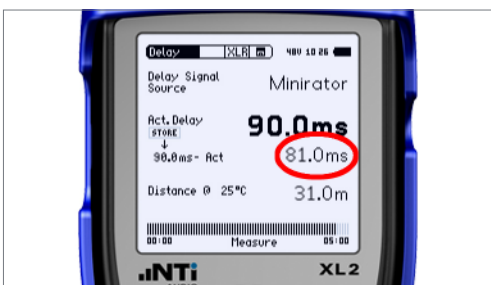 Delay XLR 48V 10 26
Delay Signal
Source
Minirator
Act.Delay
STORE
90.0ms
90.0ms- Act
81.0ms
Distance @ 25°C
31.0m
00:00 Measure 05:00
NTi
XL2